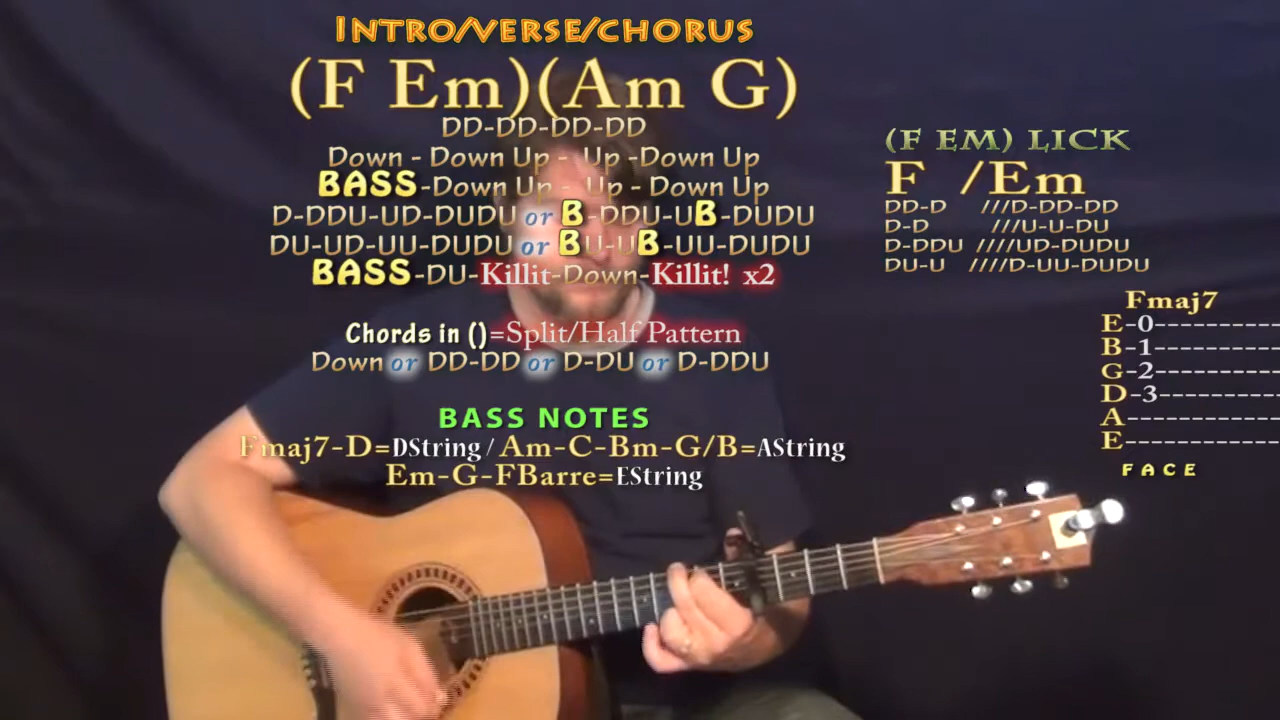 INTRO/VERSE/CHORUS
(F Em)(Am G)
DD-DD-DD-DD
Down - Down Up - Up -Down Up
BASS-Down Up - Up - Down Up
D-DDU-UD-DUDU or B-DDU-UB-DUDU
DU-UD-UU-DUDU or BU-UB-UU-DUDU
BASS-DU-Killit-Down-Killit! x2
Chords in ()=Split/Half Pattern
Down or DD-DD or D-DU or D-DDU
BASS NOTES
Fmaj7-D=DString / Am-C-Bm-G/B=AString
Em-G-FBarre=EString
(F EM) LICK
F /Em
DD-D ///D-DD-DD
D-D ///U-U-DU
D-DDU ////UD-DUDU
DU-U ////D-UU-DUDU
Fmaj7
E-0----------
B-1----------
G-2----------
D-3----------
A------------
E------------
F A C E